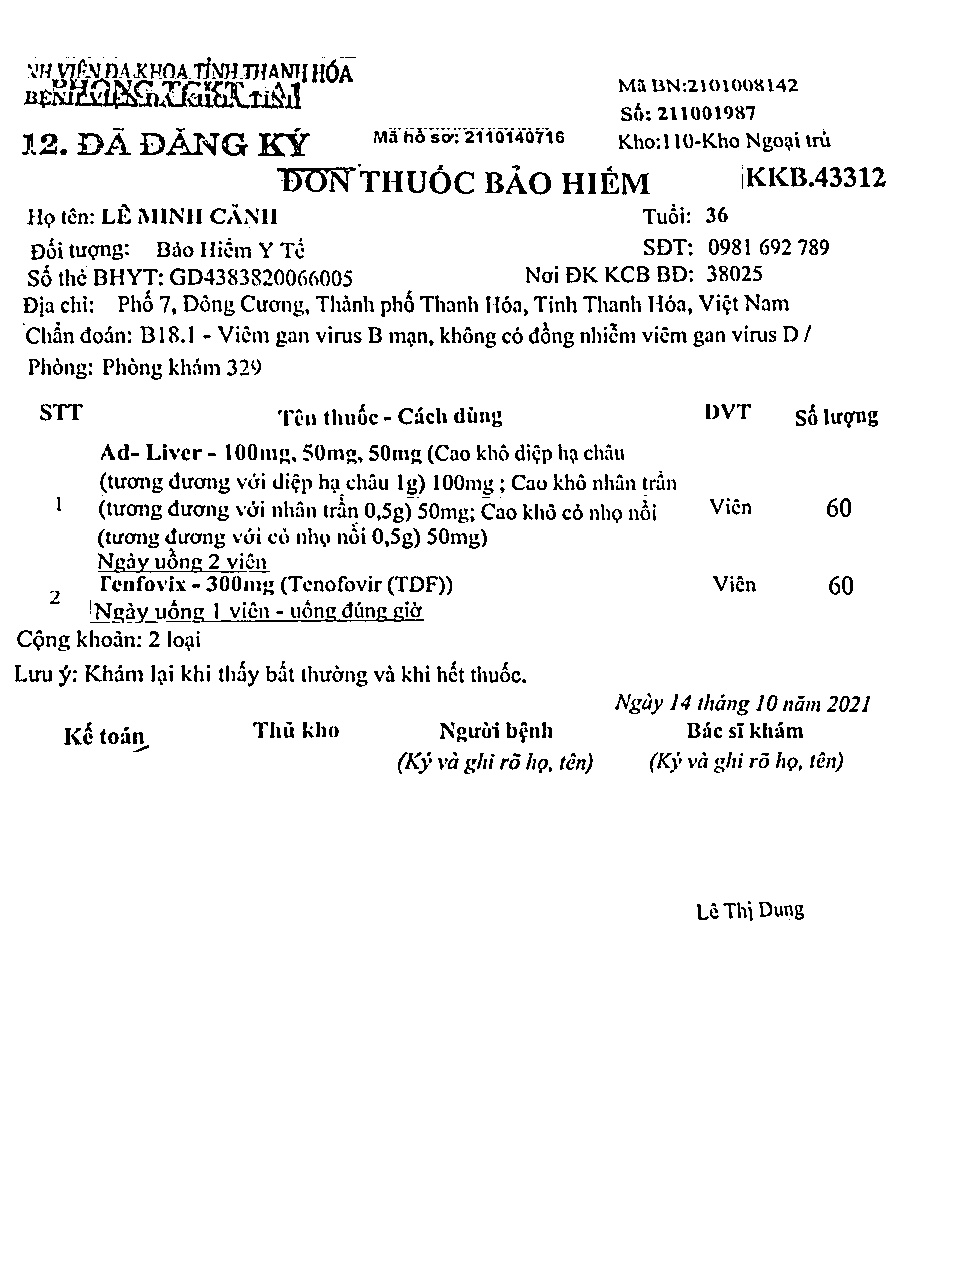 NH VIỆN ĐA KHOA TỈNH THANH HÓA
PHÒNG TCKT
BỆNH VIỆN ĐA KHOA TỈNH
Mã BN:2101008142
Số: 211001987
12. ĐÃ ĐĂNG KÝ
Mã hồ sơ: 2110140716
Kho:110-Kho Ngoại trú
ĐƠN THUỐC BẢO HIỂM
KKB.43312
Họ tên: LÊ MINH CẢNH
Tuổi: 36
Đối tượng: Bảo Hiểm Y Tế
SĐT: 0981 692 789
Số thẻ BHYT: GD4383820066005
Nơi ĐK KCB BĐ: 38025
Địa chỉ: Phố 7, Đông Cương, Thành phố Thanh Hóa, Tỉnh Thanh Hóa, Việt Nam
Chẩn đoán: B18.1 - Viêm gan virus B mạn, không có đồng nhiễm viêm gan virus D /
Phòng: Phòng khám 329
STT Tên thuốc - Cách dùng ĐVT Số lượng
Ad- Liver - 100mg, 50mg, 50mg (Cao khô diệp hạ châu
(tương đương với diệp hạ châu 1g) 100mg ; Cao khô nhân trần
1 (tương đương với nhân trần 0,5g) 50mg; Cao khô cỏ nhọ nồi Viên 60
(tương đương với cỏ nhọ nồi 0,5g) 50mg)
Ngày uống 2 viên
2 Tenfovix - 300mg (Tenofovir (TDF)) Viên 60
Ngày uống 1 viên - uống đúng giờ
Cộng khoản: 2 loại
Lưu ý: Khám lại khi thấy bất thường và khi hết thuốc.
Ngày 14 tháng 10 năm 2021
Kế toán Thủ kho Người bệnh Bác sĩ khám
(Ký và ghi rõ họ, tên) (Ký và ghi rõ họ, tên)
Lê Thị Dung